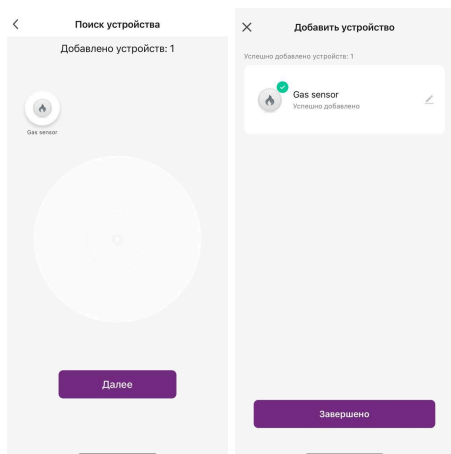 Поиск устройства
Добавлено устройств: 1
Gas sensor
Далее
Добавить устройство
Успешно добавлено устройств: 1
Gas sensor
Успешно добавлено
Завершено